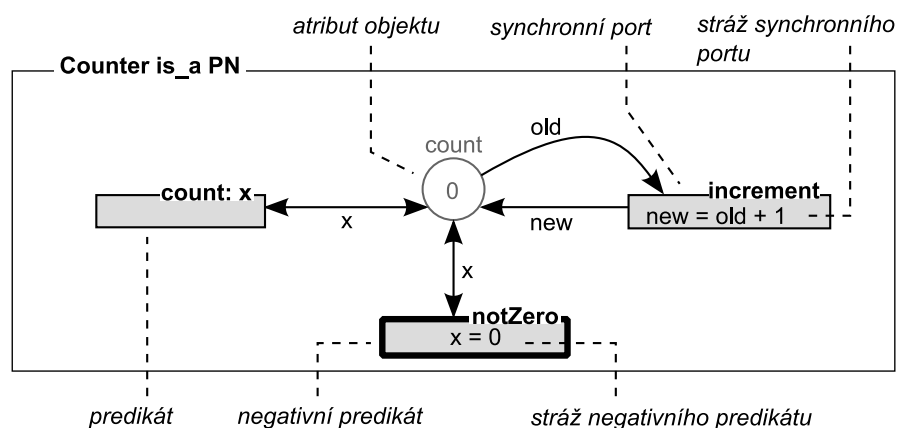 atribut objektu
synchronní port
stráž synchronního
portu
Counter is_a PN
old
count
0
count: x
x
new
increment
new = old + 1
x
notZero
x = 0
predikát
negativní predikát
stráž negativního predikátu